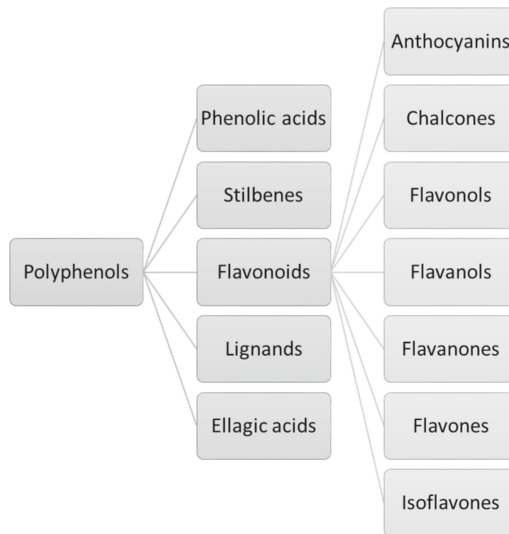 Polyphenols
Phenolic acids
Stilbenes
Flavonoids
Lignands
Ellagic acids
Anthocyanins
Chalcones
Flavonols
Flavanols
Flavanones
Flavones
Isoflavones